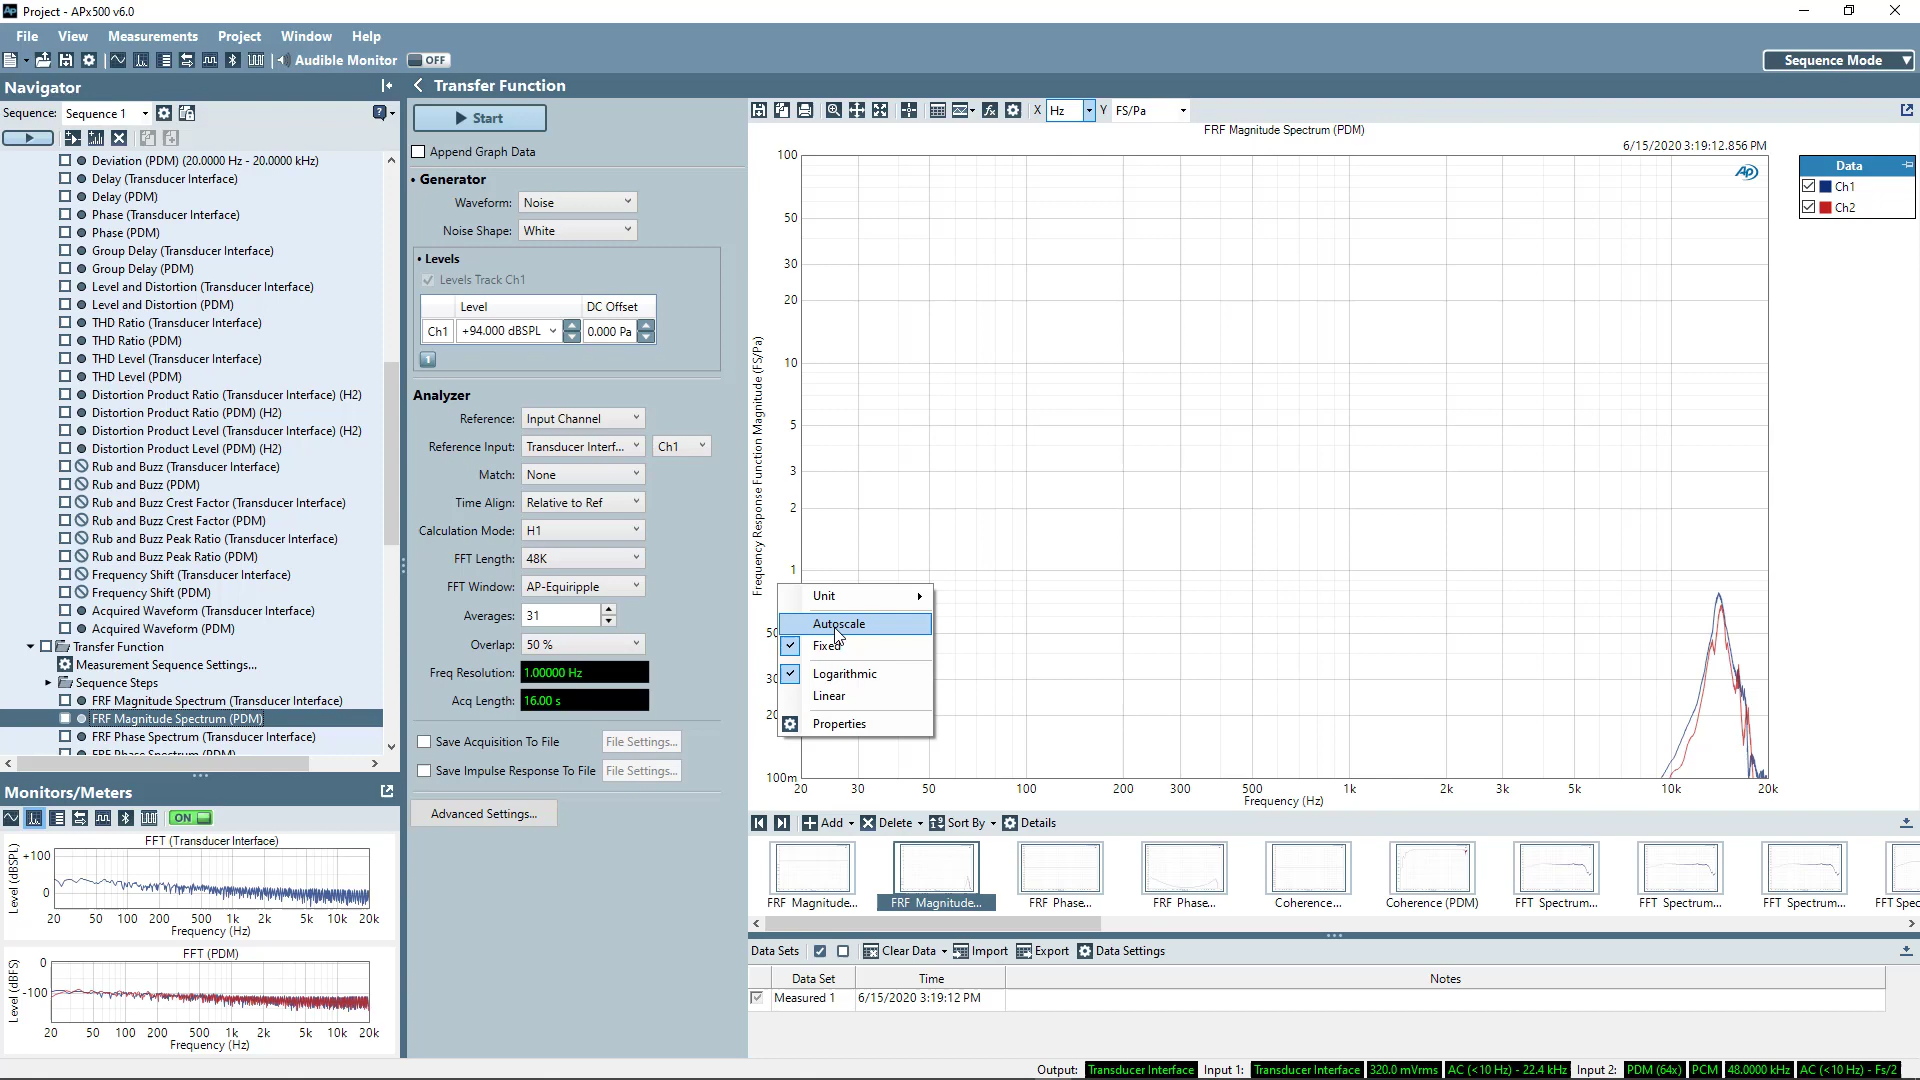 Project - APx500 v6.0
File View Measurements Project Window Help
Audible Monitor OFF
Sequence Mode
Navigator
Sequence: Sequence 1
Deviation (PDM) (20.0000 Hz - 20.0000 kHz)
Delay (Transducer Interface)
Delay (PDM)
Phase (Transducer Interface)
Phase (PDM)
Group Delay (Transducer Interface)
Group Delay (PDM)
Level and Distortion (Transducer Interface)
Level and Distortion (PDM)
THD Ratio (Transducer Interface)
THD Ratio (PDM)
THD Level (Transducer Interface)
THD Level (PDM)
Distortion Product Ratio (Transducer Interface) (H2)
Distortion Product Ratio (PDM) (H2)
Distortion Product Level (Transducer Interface) (H2)
Distortion Product Level (PDM) (H2)
Rub and Buzz (Transducer Interface)
Rub and Buzz (PDM)
Rub and Buzz Crest Factor (Transducer Interface)
Rub and Buzz Crest Factor (PDM)
Rub and Buzz Peak Ratio (Transducer Interface)
Rub and Buzz Peak Ratio (PDM)
Frequency Shift (Transducer Interface)
Frequency Shift (PDM)
Acquired Waveform (Transducer Interface)
Acquired Waveform (PDM)
Transfer Function
Measurement Sequence Settings...
Sequence Steps
FRF Magnitude Spectrum (Transducer Interface)
FRF Magnitude Spectrum (PDM)
FRF Phase Spectrum (Transducer Interface)
FRF Phase Spectrum (PDM)
Monitors/Meters
ON
FFT (Transducer Interface)
Level (dBSPL)
+100
0
20 50 100 200 500 1k 2k 5k 10k 20k
Frequency (Hz)
FFT (PDM)
Level (dBFS)
0
-100
20 50 100 200 500 1k 2k 5k 10k 20k
Frequency (Hz)
Transfer Function
Start
Append Graph Data
Generator
Waveform: Noise
Noise Shape: White
Levels
Levels Track Ch1
Level DC Offset
Ch1 +94.000 dBSPL 0.000 Pa
1
Analyzer
Reference: Input Channel
Reference Input: Transducer Interf... Ch1
Match: None
Time Align: Relative to Ref
Calculation Mode: H1
FFT Length: 48K
FFT Window: AP-Equiripple
Averages: 31
Overlap: 50 %
Freq Resolution: 1.00000 Hz
Acq Length: 16.00 s
Save Acquisition To File File Settings...
Save Impulse Response To File File Settings...
Advanced Settings...
X Hz Y FS/Pa
FRF Magnitude Spectrum (PDM)
6/15/2020 3:19:12.856 PM
AP
Frequency Response Function Magnitude (FS/Pa)
100
50
30
20
10
5
3
2
1
100m
20 30 50 100 200 300 500 1k 2k 3k 5k 10k 20k
Frequency (Hz)
Unit
Autoscale
Fixed
Logarithmic
Linear
Properties
Data
Ch1
Ch2
Add Delete Sort By Details
FRF Magnitude... FRF Magnitude... FRF Phase... FRF Phase... Coherence... Coherence (PDM) FFT Spectrum... FFT Spectrum... FFT Spectrum... FFT Spec
Data Sets Clear Data Import Export Data Settings
Data Set Time Notes
Measured 1 6/15/2020 3:19:12 PM
Output: Transducer Interface Input 1: Transducer Interface 320.0 mVrms AC (<10 Hz) - 22.4 kHz Input 2: PDM (64x) PCM 48.0000 kHz AC (<10 Hz) - Fs/2